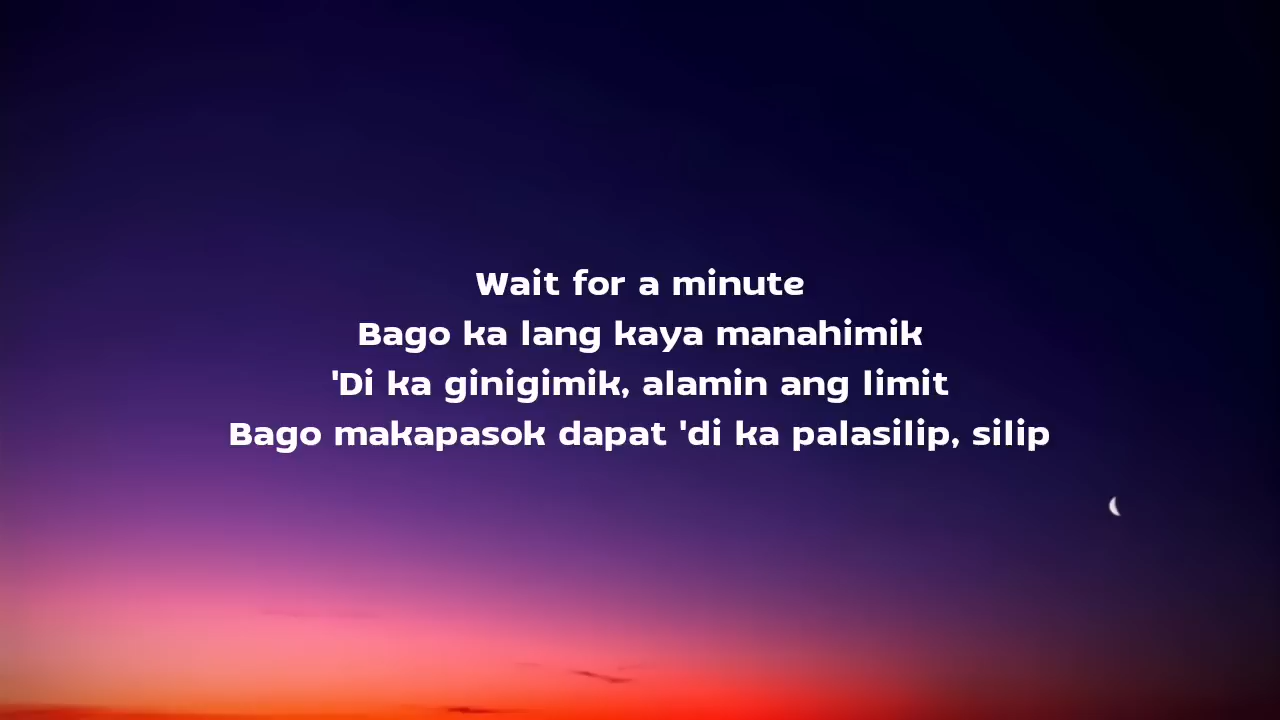 Wait for a minute
Bago ka lang kaya manahimik
'Di ka ginigimik, alamin ang limit
Bago makapasok dapat 'di ka palasilip, silip